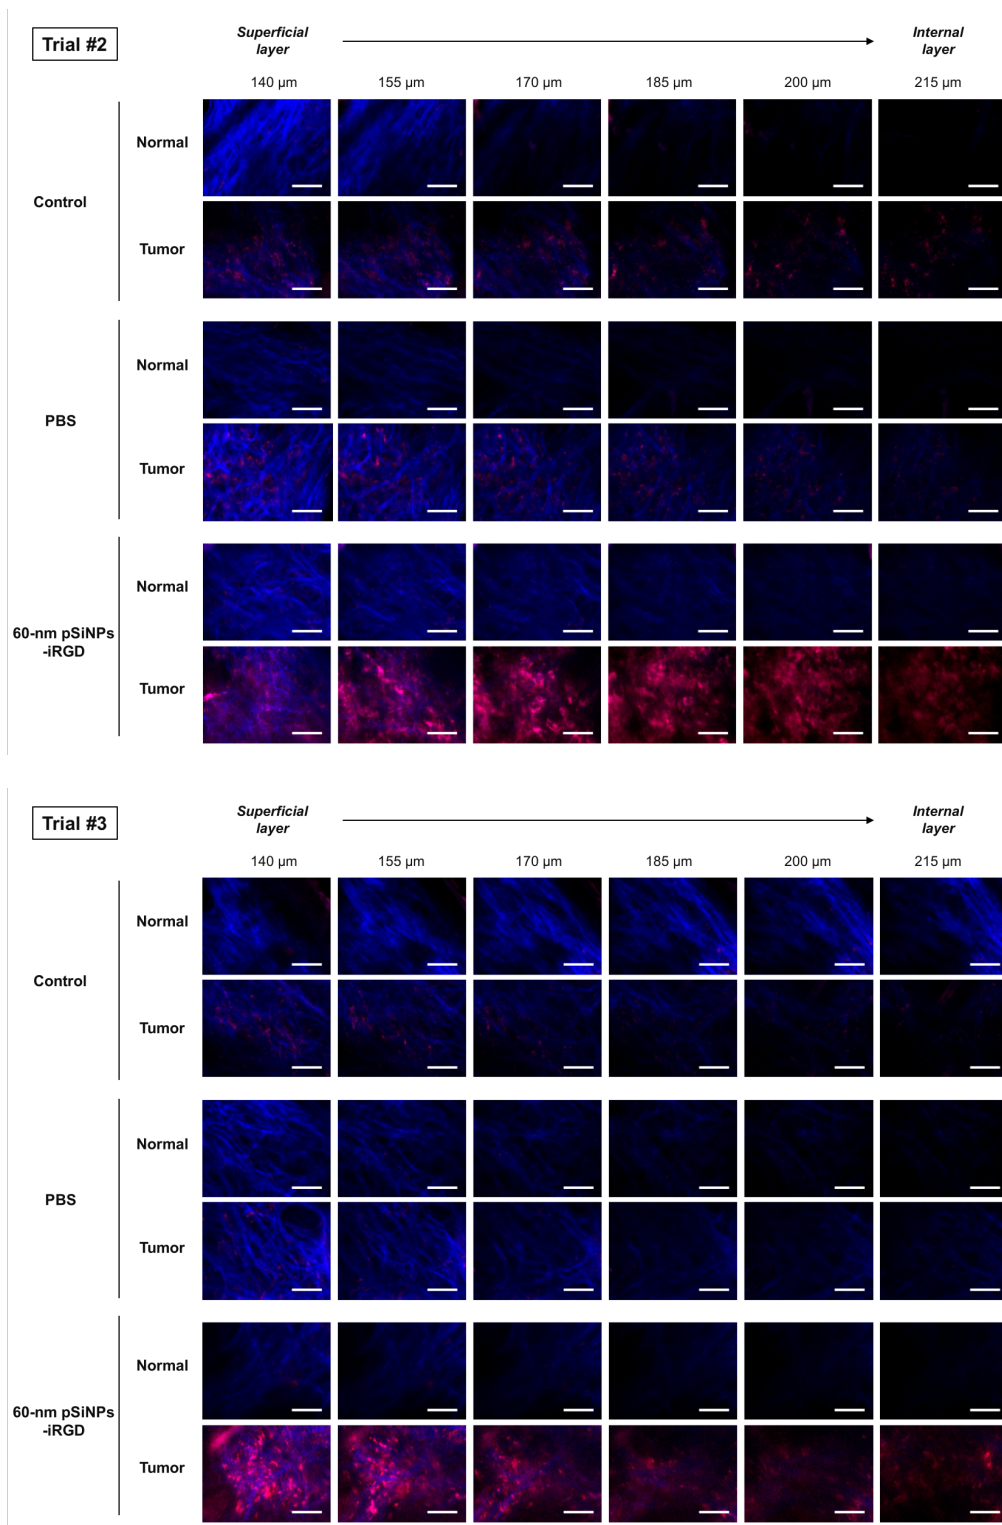 Trial #2
Superficial
layer
Internal
layer
140 µm 155 µm 170 µm 185 µm 200 µm 215 µm
Control
Normal
Tumor
PBS
Normal
Tumor
60-nm pSiNPs
-iRGD
Normal
Tumor
Trial #3
Superficial
layer
Internal
layer
140 µm 155 µm 170 µm 185 µm 200 µm 215 µm
Control
Normal
Tumor
PBS
Normal
Tumor
60-nm pSiNPs
-iRGD
Normal
Tumor